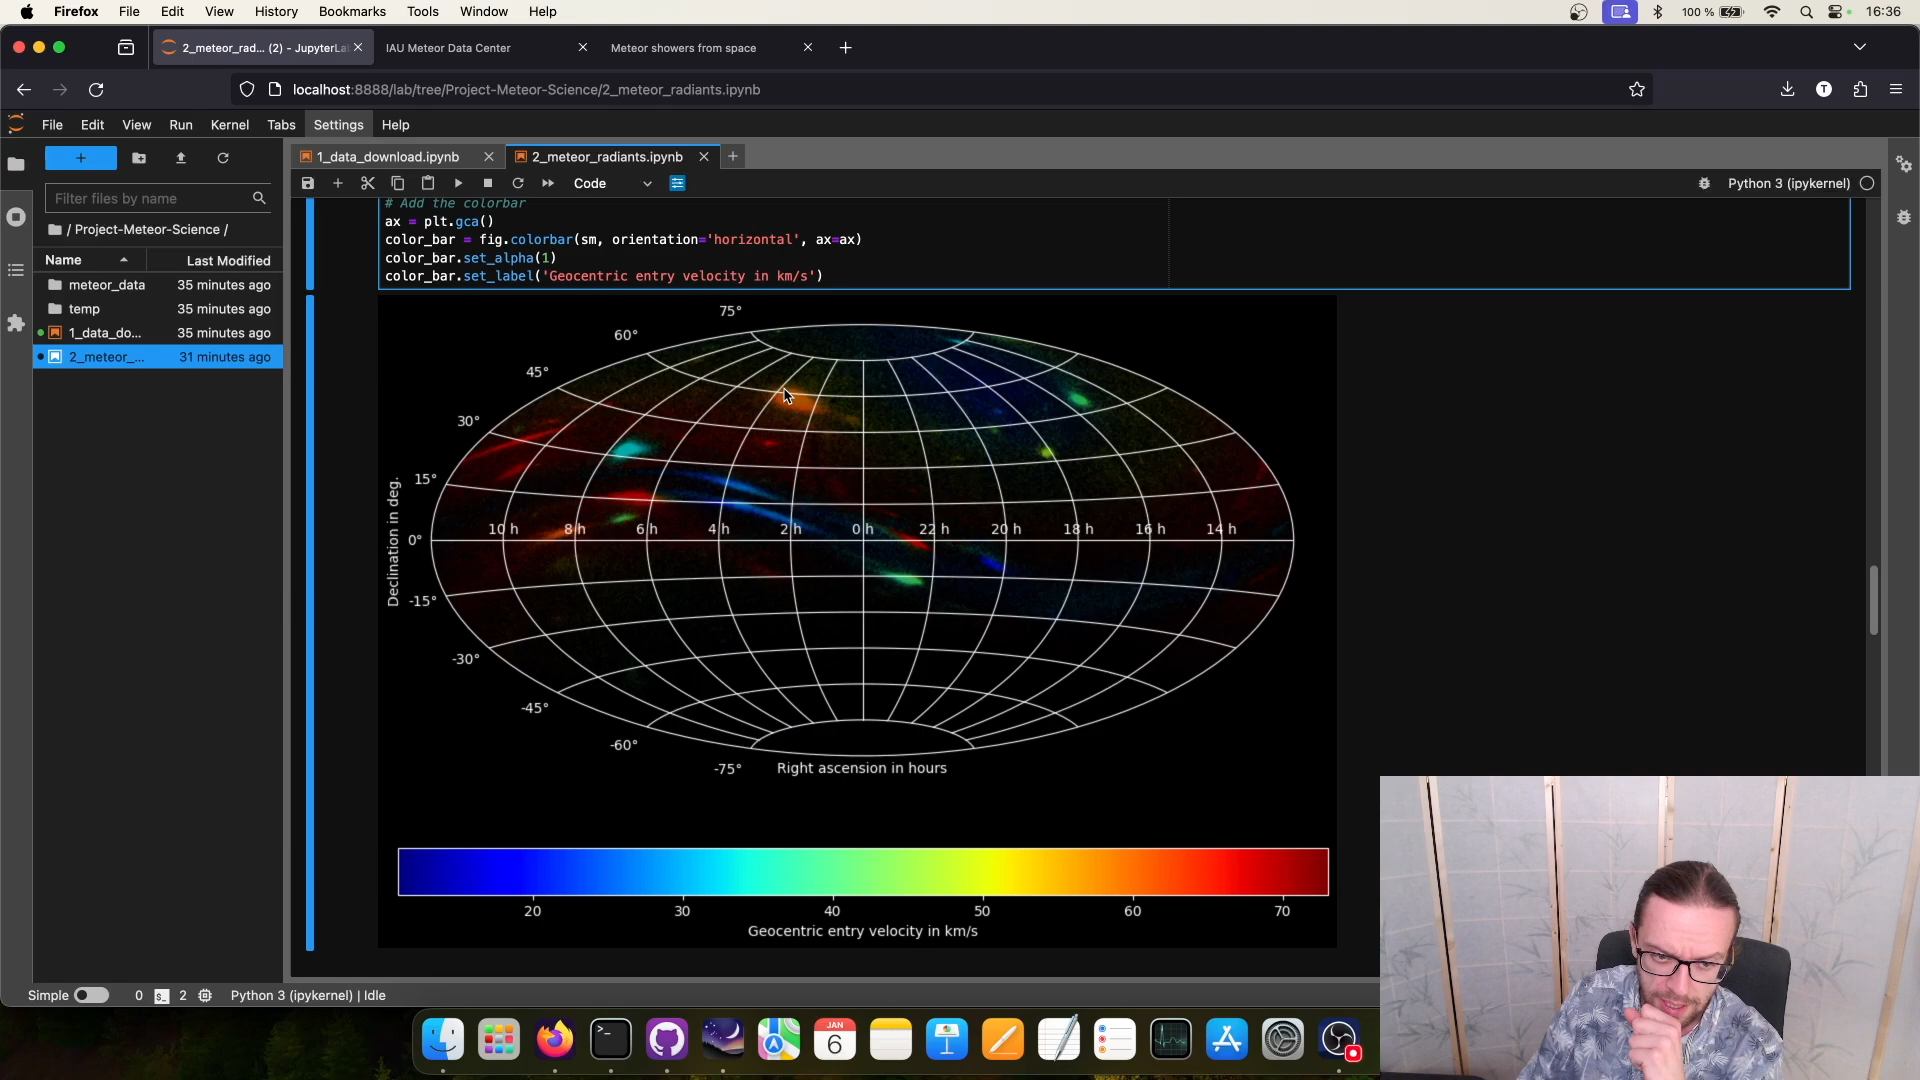 Firefox File Edit View History Bookmarks Tools Window Help 100 % 16:36
2_meteor_rad... (2) - JupyterLa IAU Meteor Data Center Meteor showers from space
localhost:8888/lab/tree/Project-Meteor-Science/2_meteor_radiants.ipynb T
File Edit View Run Kernel Tabs Settings Help
1_data_download.ipynb 2_meteor_radiants.ipynb
Code Python 3 (ipykernel)
Filter files by name
/ Project-Meteor-Science /
Name Last Modified
meteor_data 35 minutes ago
temp 35 minutes ago
1_data_do... 35 minutes ago
2_meteor_... 31 minutes ago
# Add the colorbar
ax = plt.gca()
color_bar = fig.colorbar(sm, orientation='horizontal', ax=ax)
color_bar.set_alpha(1)
color_bar.set_label('Geocentric entry velocity in km/s')
75°
60°
45°
30°
15°
10 h 8 h 6 h 4 h 2 h 0 h 22 h 20 h 18 h 16 h 14 h
0°
Declination in deg.
-15°
-30°
-45°
-60°
-75° Right ascension in hours
20 30 40 50 60 70
Geocentric entry velocity in km/s
Simple 0 2 Python 3 (ipykernel) | Idle
JAN
6